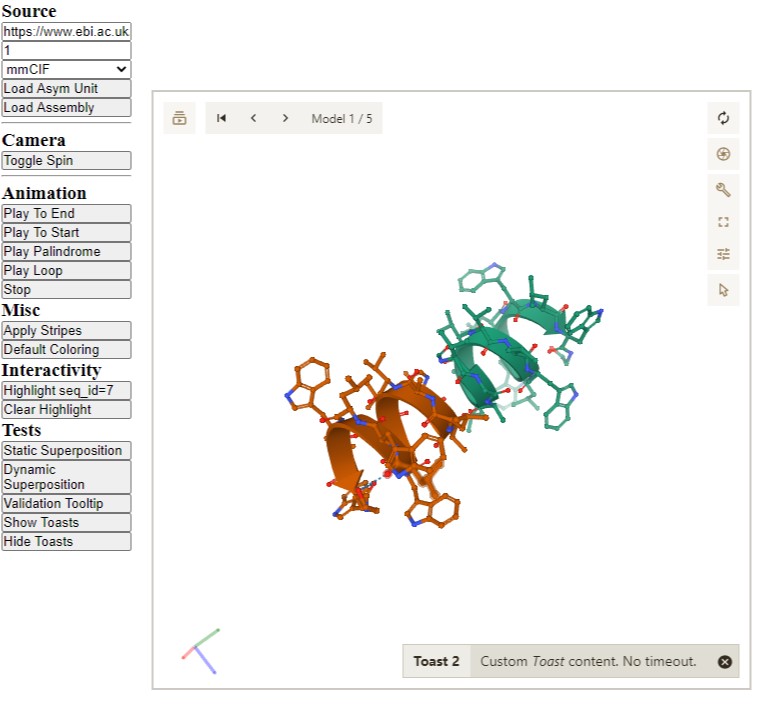 Source
https://www.ebi.ac.uk
1
mmCIF
Load Asym Unit
Load Assembly
Camera
Toggle Spin
Animation
Play To End
Play To Start
Play Palindrome
Play Loop
Stop
Misc
Apply Stripes
Default Coloring
Interactivity
Highlight seq_id=7
Clear Highlight
Tests
Static Superposition
Dynamic
Superposition
Validation Tooltip
Show Toasts
Hide Toasts
Model 1 / 5
Toast 2 Custom Toast content. No timeout.